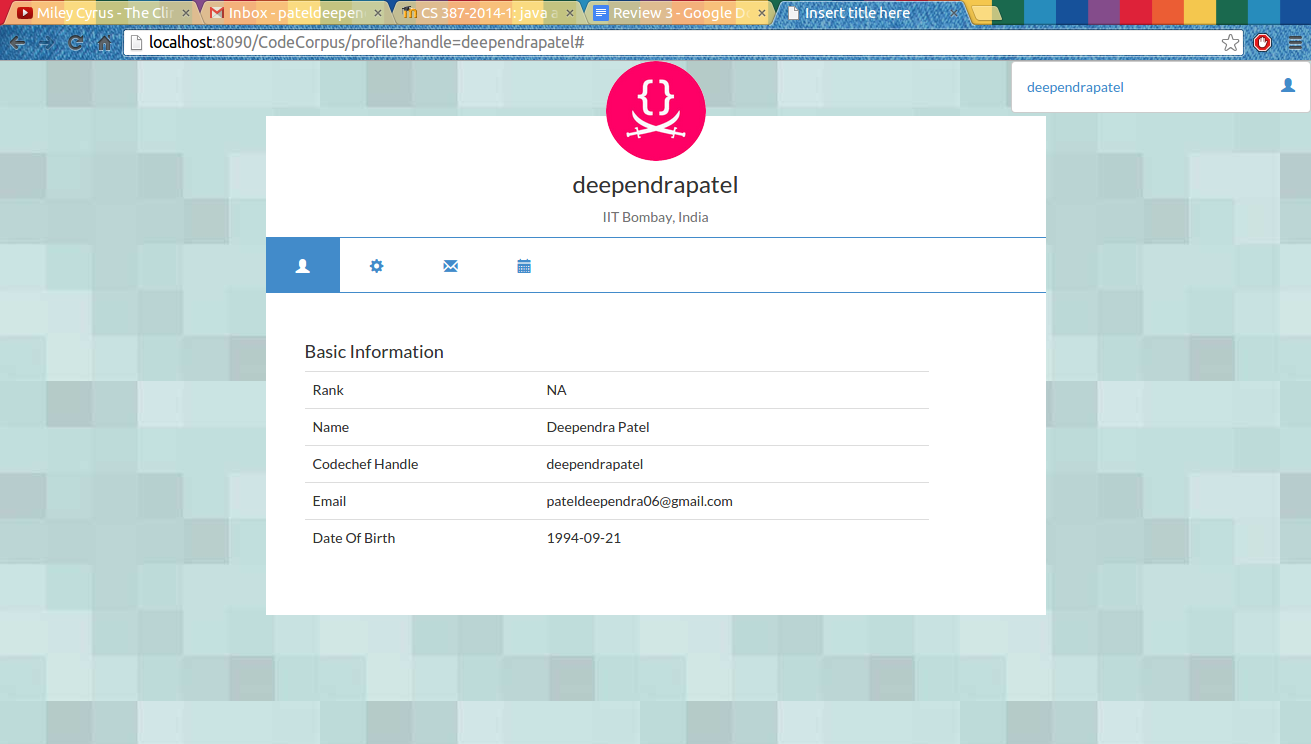 Miley Cyrus - The Cli
Inbox - pateldeepen
CS 387-2014-1: java a
Review 3 - Google D
Insert title here
localhost:8090/CodeCorpus/profile?handle=deependrapatel#
deependrapatel
{}
deependrapatel
IIT Bombay, India
Basic Information
Rank NA
Name Deependra Patel
Codechef Handle deependrapatel
Email pateldeependra06@gmail.com
Date Of Birth 1994-09-21